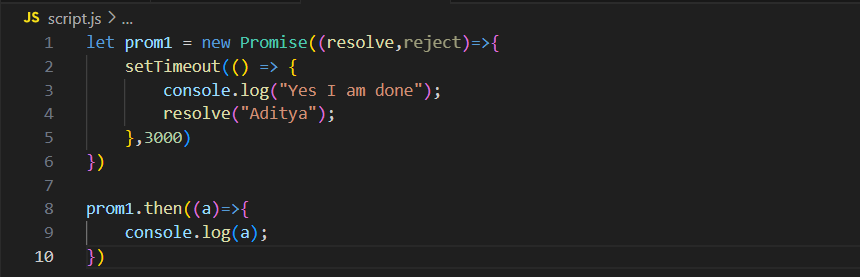 JS script.js > ...
1 let prom1 = new Promise((resolve,reject)=>{
2     setTimeout(() => {
3         console.log("Yes I am done");
4         resolve("Aditya");
5     },3000)
6 })
7
8 prom1.then((a)=>{
9     console.log(a);
10 })